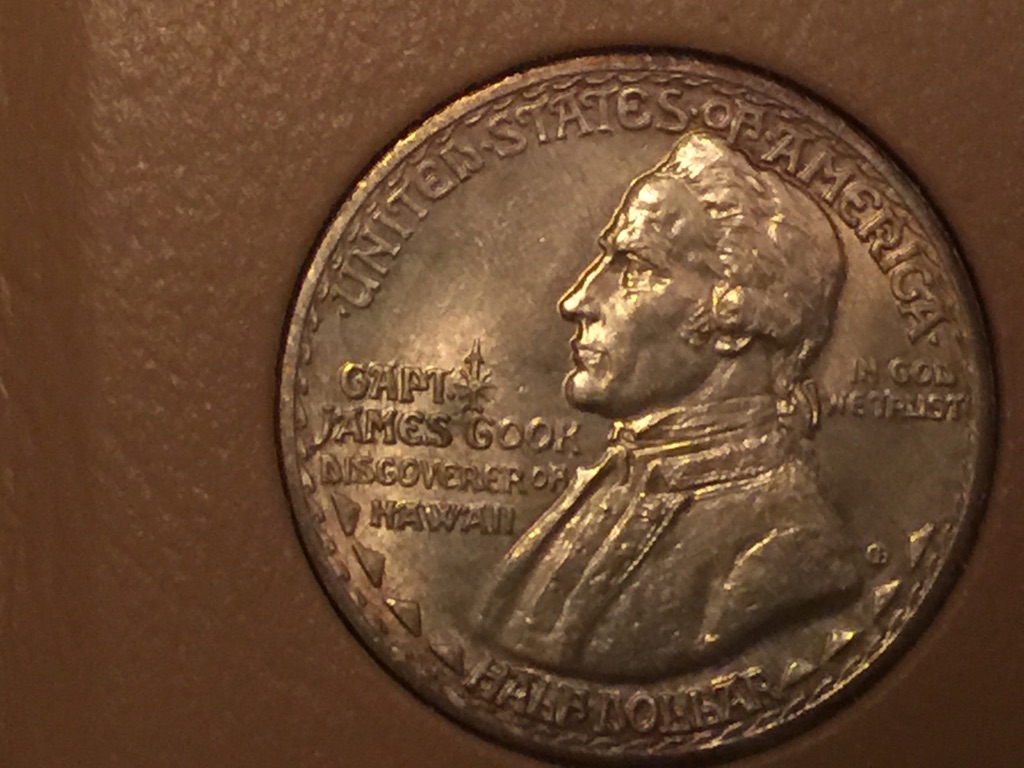 UNITED·STATES·OF·AMERICA·
CAPT.
JAMES COOK
DISCOVERER OF
HAWAII
IN GOD
WE TRUST
HALF DOLLAR